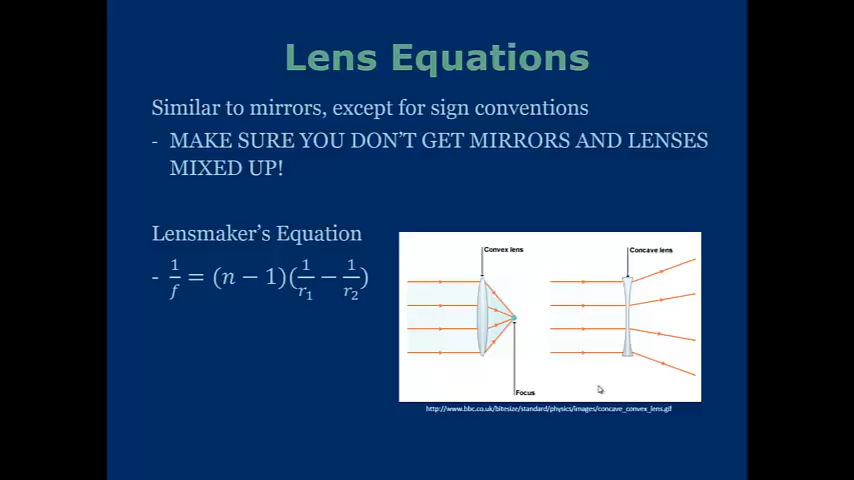 Lens Equations
Similar to mirrors, except for sign conventions
- MAKE SURE YOU DON'T GET MIRRORS AND LENSES
MIXED UP!
Lensmaker's Equation
- 1/f = (n − 1)(1/r₁ − 1/r₂)
Convex lens
Concave lens
Focus
http://www.bbc.co.uk/bitesize/standard/physics/images/concave_convex_lens.gif